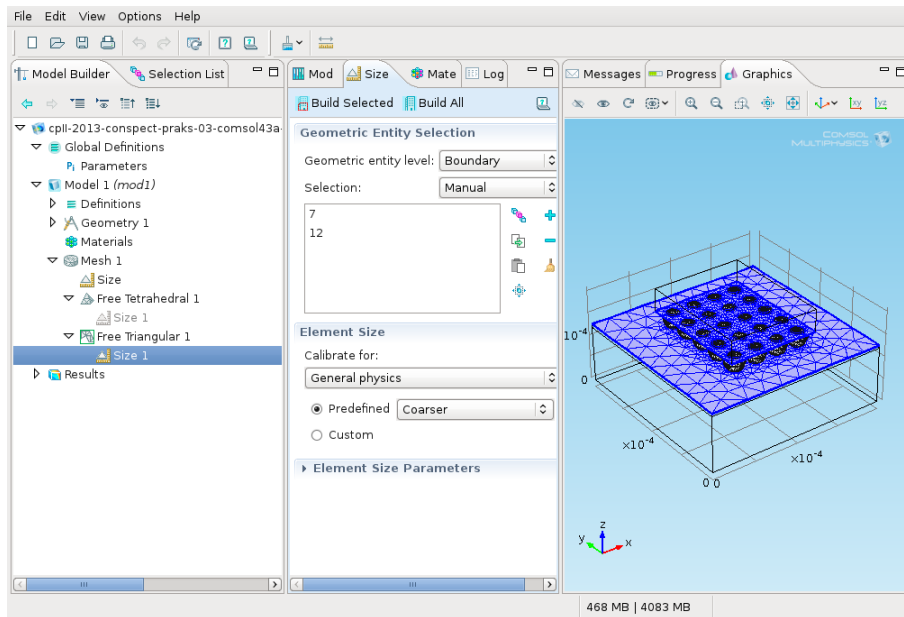 File Edit View Options Help
Model Builder Selection List
cpII-2013-conspect-praks-03-comsol43a
Global Definitions
Pi Parameters
Model 1 (mod1)
Definitions
Geometry 1
Materials
Mesh 1
Size
Free Tetrahedral 1
Size 1
Free Triangular 1
Size 1
Results
Mod Size Mate Log
Build Selected Build All
Geometric Entity Selection
Geometric entity level: Boundary
Selection: Manual
7
12
Element Size
Calibrate for:
General physics
Predefined Coarser
Custom
Element Size Parameters
Messages Progress Graphics
xy yz
COMSOL
MULTIPHYSICS
10-4
0
×10-4
×10-4
0 0
z
y x
468 MB | 4083 MB